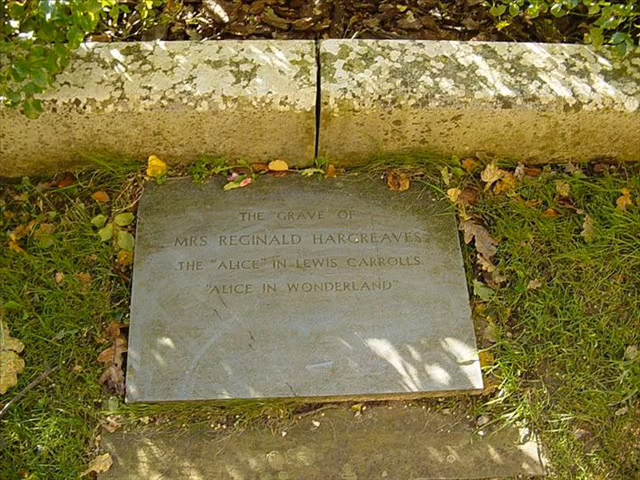 THE GRAVE OF
MRS REGINALD HARGREAVES
THE "ALICE" IN LEWIS CARROLLS
"ALICE IN WONDERLAND"